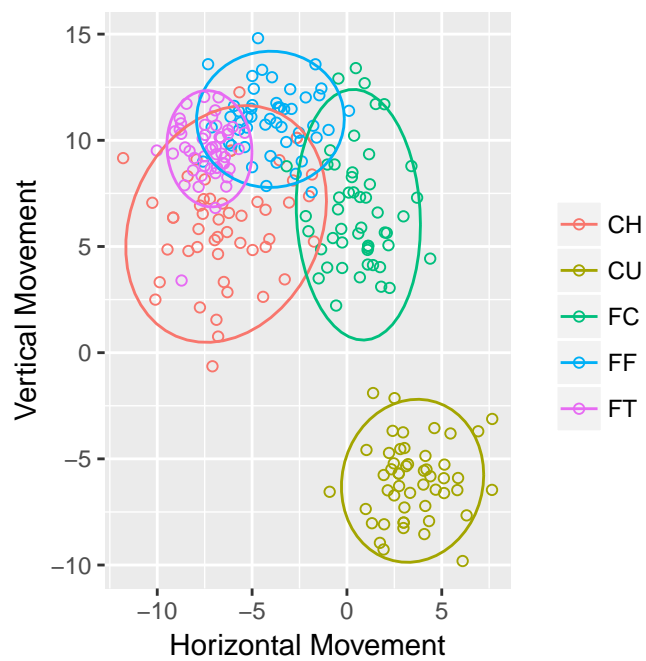 15
10
5
0
−5
−10
−10
−5
0
5
Horizontal Movement
Vertical Movement
CH
CU
FC
FF
FT